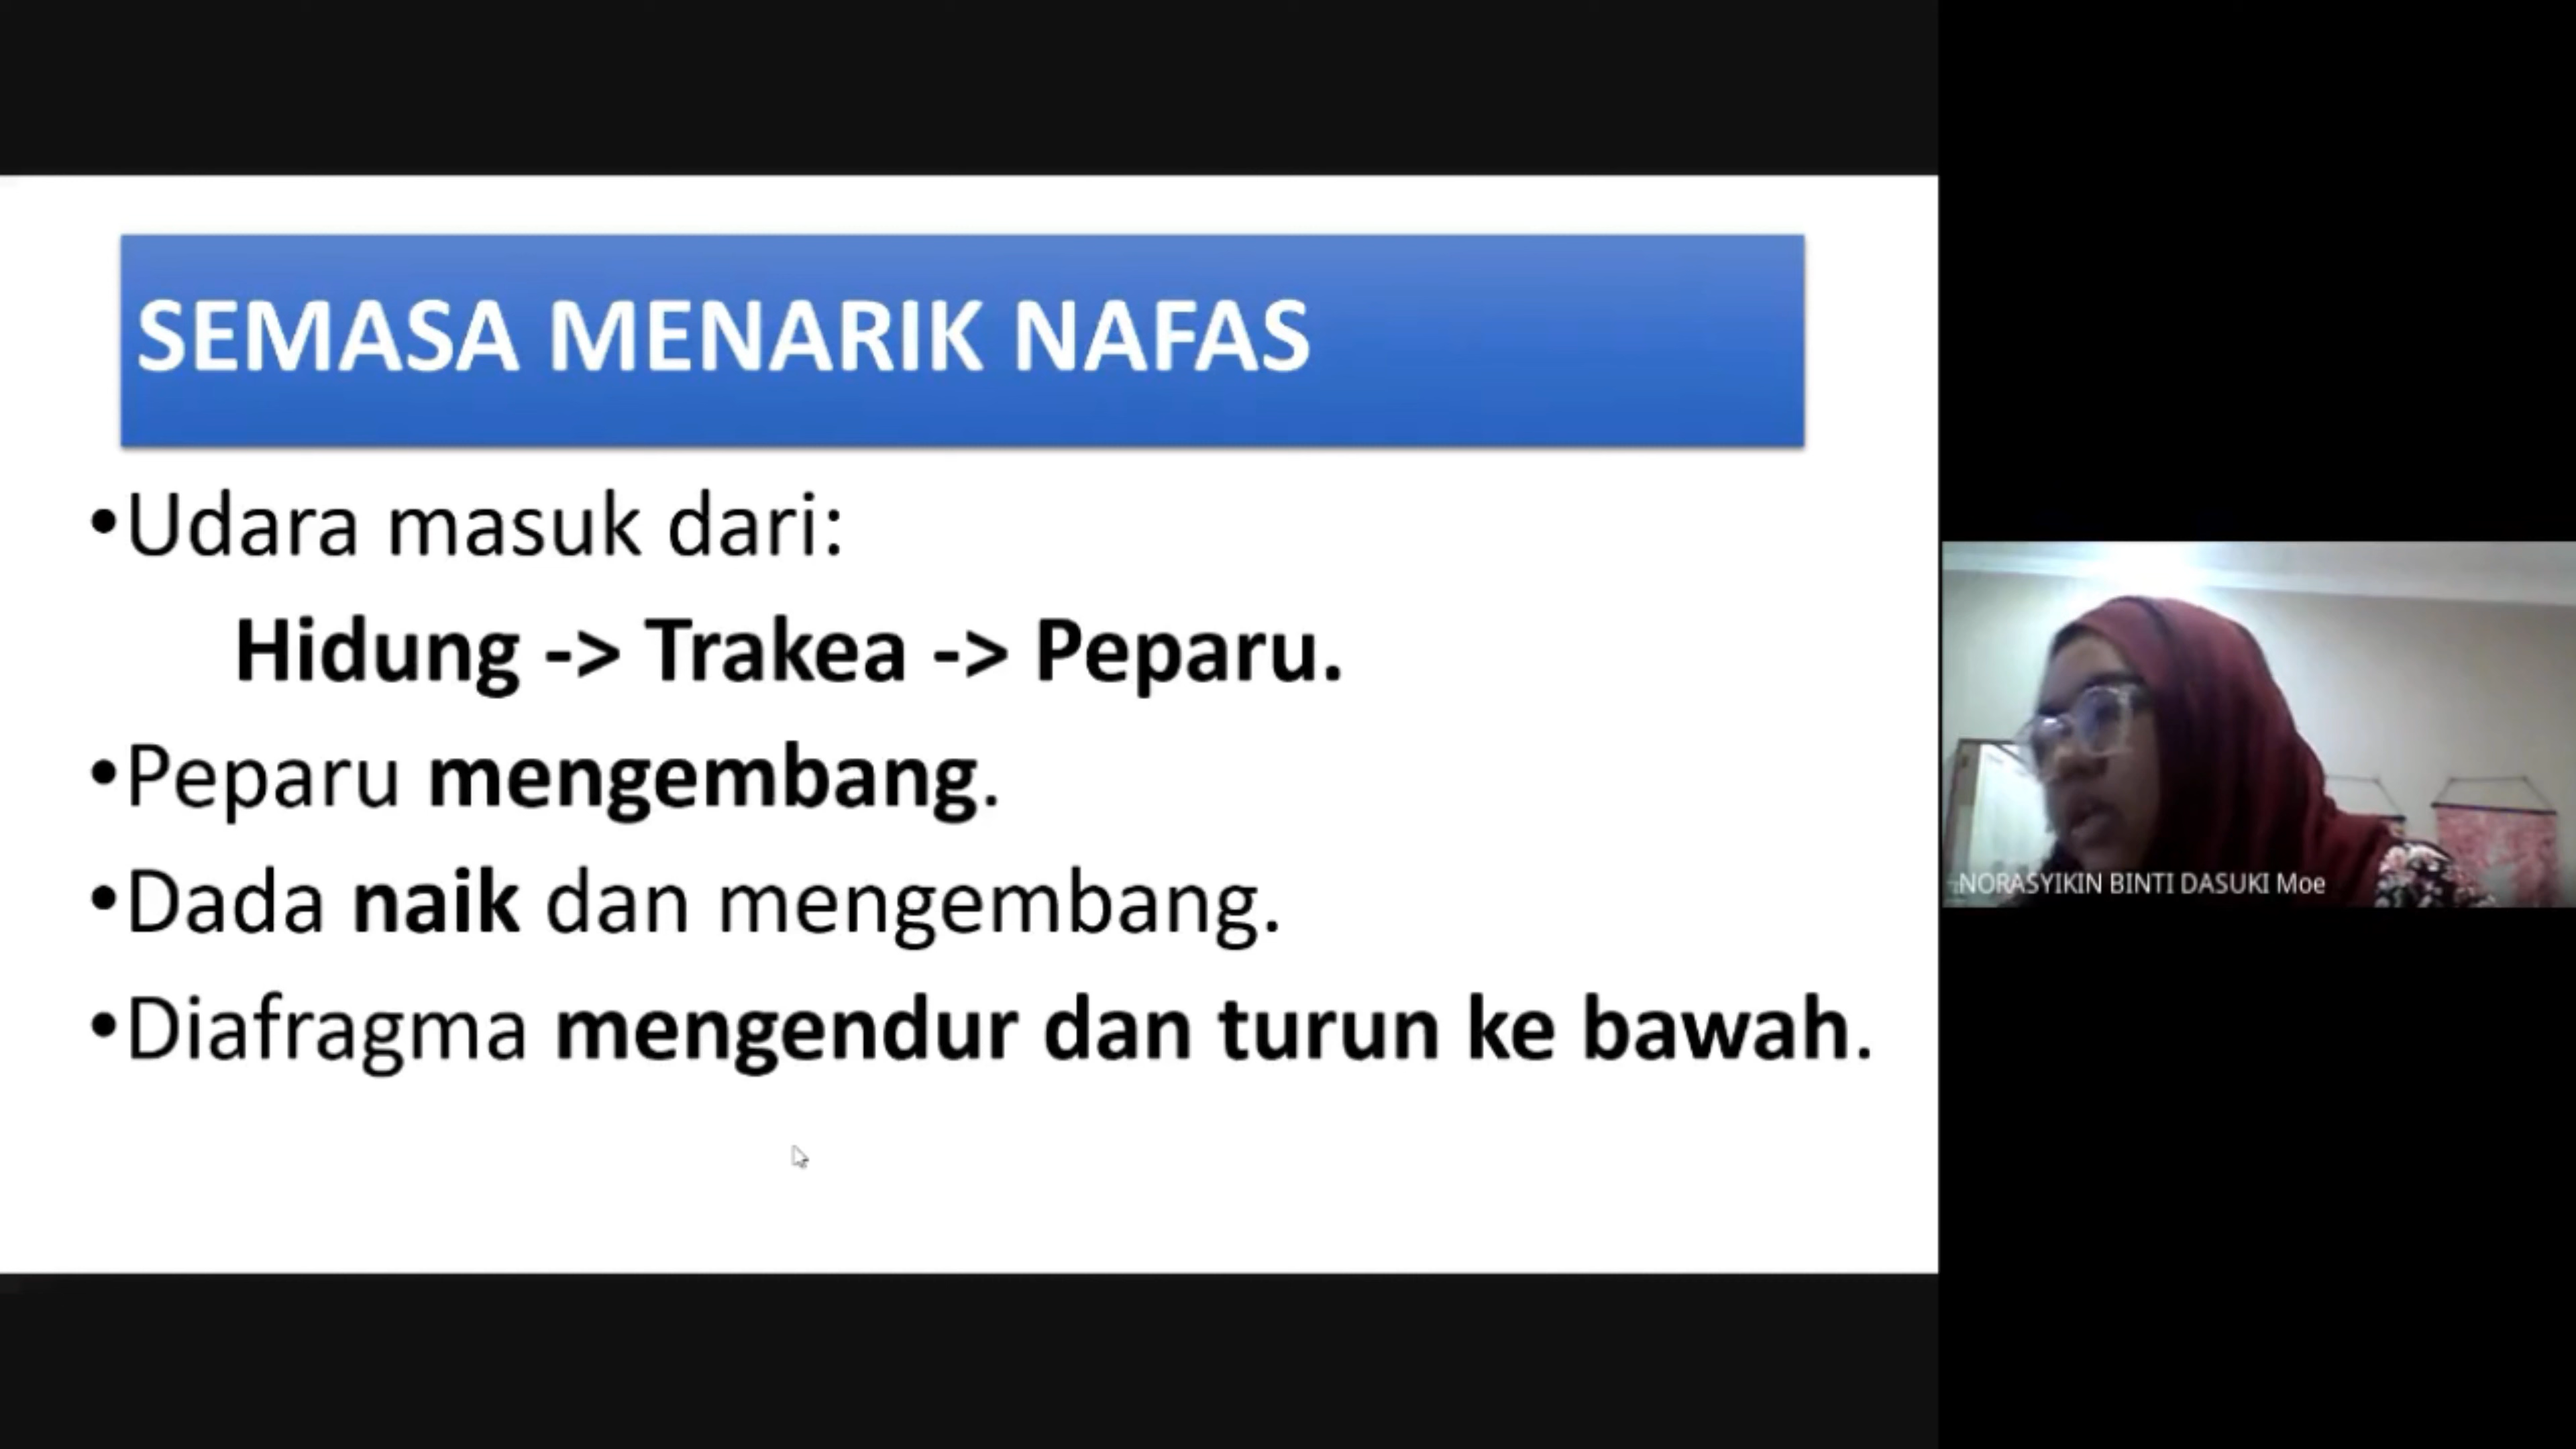 SEMASA MENARIK NAFAS
•Udara masuk dari:
Hidung -> Trakea -> Peparu.
•Peparu mengembang.
•Dada naik dan mengembang.
•Diafragma mengendur dan turun ke bawah.
NORASYIKIN BINTI DASUKI Moe